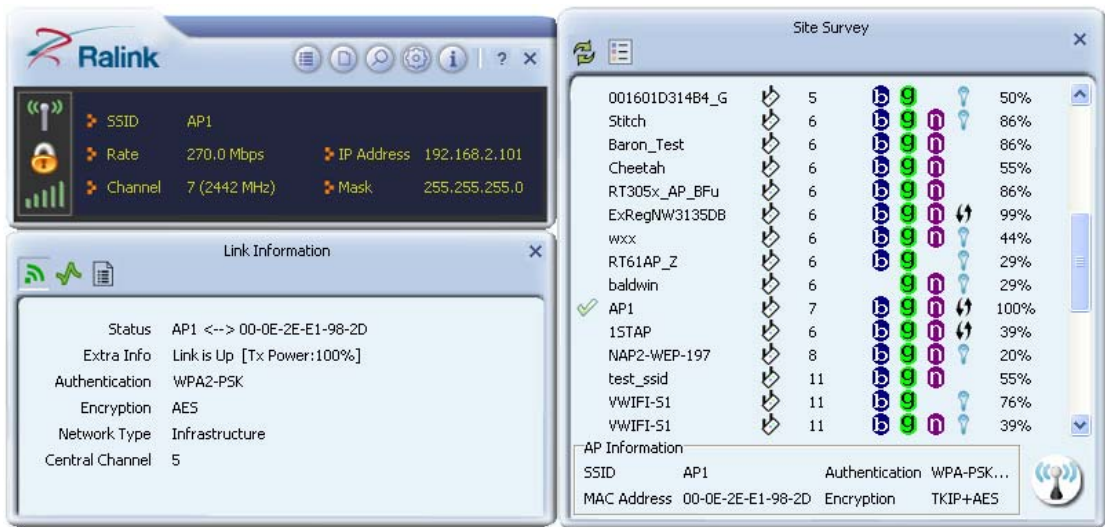 Ralink
?
SSID AP1
Rate 270.0 Mbps IP Address 192.168.2.101
Channel 7 (2442 MHz) Mask 255.255.255.0
Link Information
Status AP1 <--> 00-0E-2E-E1-98-2D
Extra Info Link is Up [Tx Power:100%]
Authentication WPA2-PSK
Encryption AES
Network Type Infrastructure
Central Channel 5
Site Survey
001601D314B4_G 5 b g 50%
Stitch 6 b g n 86%
Baron_Test 6 b g n 86%
Cheetah 6 b g n 55%
RT305x_AP_BFu 6 b g n 86%
ExRegNW3135DB 6 b g n 99%
wxx 6 b g n 44%
RT61AP_Z 6 b g 29%
baldwin 6 g n 29%
AP1 7 b g n 100%
1STAP 6 b g n 39%
NAP2-WEP-197 8 b g n 20%
test_ssid 11 b g n 55%
VWIFI-S1 11 b g 76%
VWIFI-S1 11 b g n 39%
AP Information
SSID AP1 Authentication WPA-PSK...
MAC Address 00-0E-2E-E1-98-2D Encryption TKIP+AES